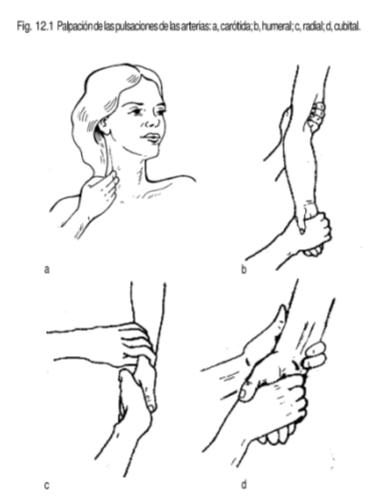 Fig. 12.1 Palpación de las pulsaciones de las arterias: a, carótida; b, humeral; c, radial; d, cubital.
a
b
c
d